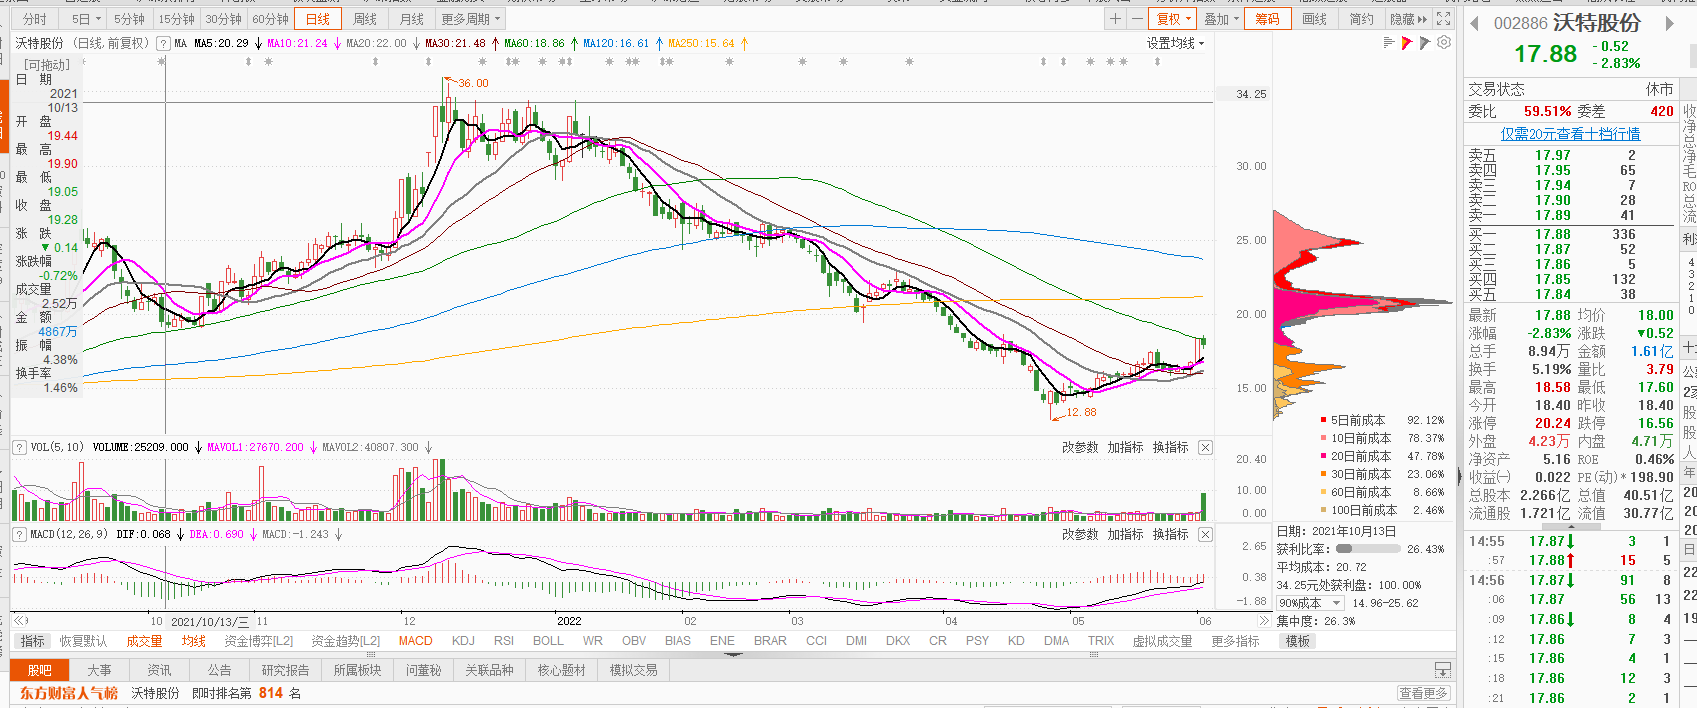 分时 5日 5分钟 15分钟 30分钟 60分钟 日线 周线 月线 更多周期
复权 叠加 筹码 画线 简约 隐藏
002886 沃特股份
17.88 -0.52
-2.83%
沃特股份 (日线,前复权) ? MA MA5:20.29 ↓ MA10:21.24 ↓ MA20:22.00 ↓ MA30:21.48 ↑ MA60:18.86 ↑ MA120:16.61 ↑ MA250:15.64 ↑
设置均线
[可拖动]
日 期
2021
10/13
开 盘
19.44
最 高
19.90
最 低
19.05
收 盘
19.28
涨 跌
▼0.14
涨跌幅
-0.72%
成交量
2.52万
金 额
4867万
振 幅
4.38%
换手率
1.46%
36.00
12.88
34.25
30.00
25.00
20.00
15.00
? VOL(5,10) VOLUME:25209.000 ↓ MAVOL1:27670.200 ↓ MAVOL2:40807.300 ↓
改参数 加指标 换指标
20.40
10.00
0.00
? MACD(12,26,9) DIF:0.068 ↓ DEA:0.690 ↓ MACD:-1.243 ↓
改参数 加指标 换指标
2.65
0.38
-1.88
10 2021/10/13/三 11 12 2022 02 03 04 05 06
指标 恢复默认 成交量 均线 资金博弈[L2] 资金趋势[L2] MACD KDJ RSI BOLL WR OBV BIAS ENE BRAR CCI DMI DKX CR PSY KD DMA TRIX 虚拟成交量 更多指标 模板
股吧 大事 资讯 公告 研究报告 所属板块 问董秘 关联品种 核心题材 模拟交易
东方财富人气榜 沃特股份 即时排名第 814 名
查看更多
5日前成本 92.12%
10日前成本 78.37%
20日前成本 47.78%
30日前成本 23.06%
60日前成本 8.66%
100日前成本 2.46%
日期: 2021年10月13日
获利比率: 26.43%
平均成本: 20.72
34.25元处获利盘: 100.00%
90%成本 14.96-25.62
集中度: 26.3%
交易状态 休市
委比 59.51% 委差 420
仅需20元查看十档行情
卖五 17.97 2
卖四 17.95 65
卖三 17.94 7
卖二 17.90 28
卖一 17.89 41
买一 17.88 336
买二 17.87 52
买三 17.86 5
买四 17.85 132
买五 17.84 38
最新 17.88 均价 18.00
涨幅 -2.83% 涨跌 ▼0.52
总手 8.94万 金额 1.61亿
换手 5.19% 量比 3.79
最高 18.58 最低 17.60
今开 18.40 昨收 18.40
涨停 20.24 跌停 16.56
外盘 4.23万 内盘 4.71万
净资产 5.16 ROE 0.46%
收益(一) 0.022 PE(动)* 198.90
总股本 2.266亿 总值 40.51亿
流通股 1.721亿 流值 30.77亿
14:55 17.87↓ 3 1
:57 17.88↑ 15 5
14:56 17.87↓ 91 8
:06 17.87 56 13
:09 17.86↓ 8 4
:12 17.86 7 3
:15 17.86 4 1
:18 17.86 12 3
:21 17.86 2 1